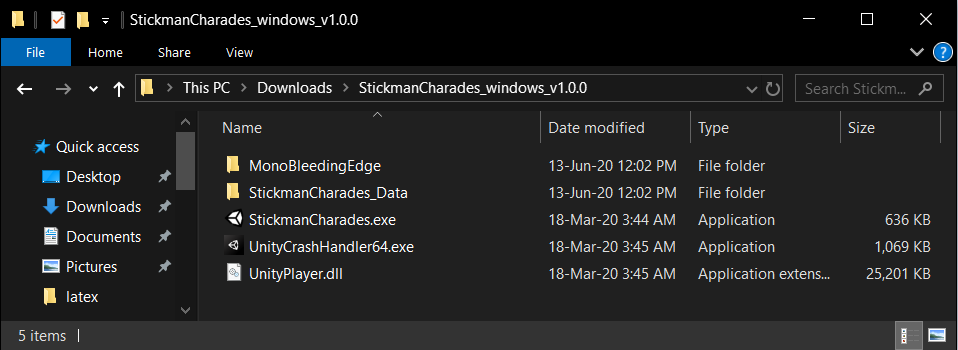 StickmanCharades_windows_v1.0.0
File Home Share View
This PC Downloads StickmanCharades_windows_v1.0.0 Search Stickm...
Name Date modified Type Size
Quick access
Desktop
Downloads
Documents
Pictures
latex
MonoBleedingEdge 13-Jun-20 12:02 PM File folder
StickmanCharades_Data 13-Jun-20 12:02 PM File folder
StickmanCharades.exe 18-Mar-20 3:44 AM Application 636 KB
UnityCrashHandler64.exe 18-Mar-20 3:45 AM Application 1,069 KB
UnityPlayer.dll 18-Mar-20 3:45 AM Application extens... 25,201 KB
5 items